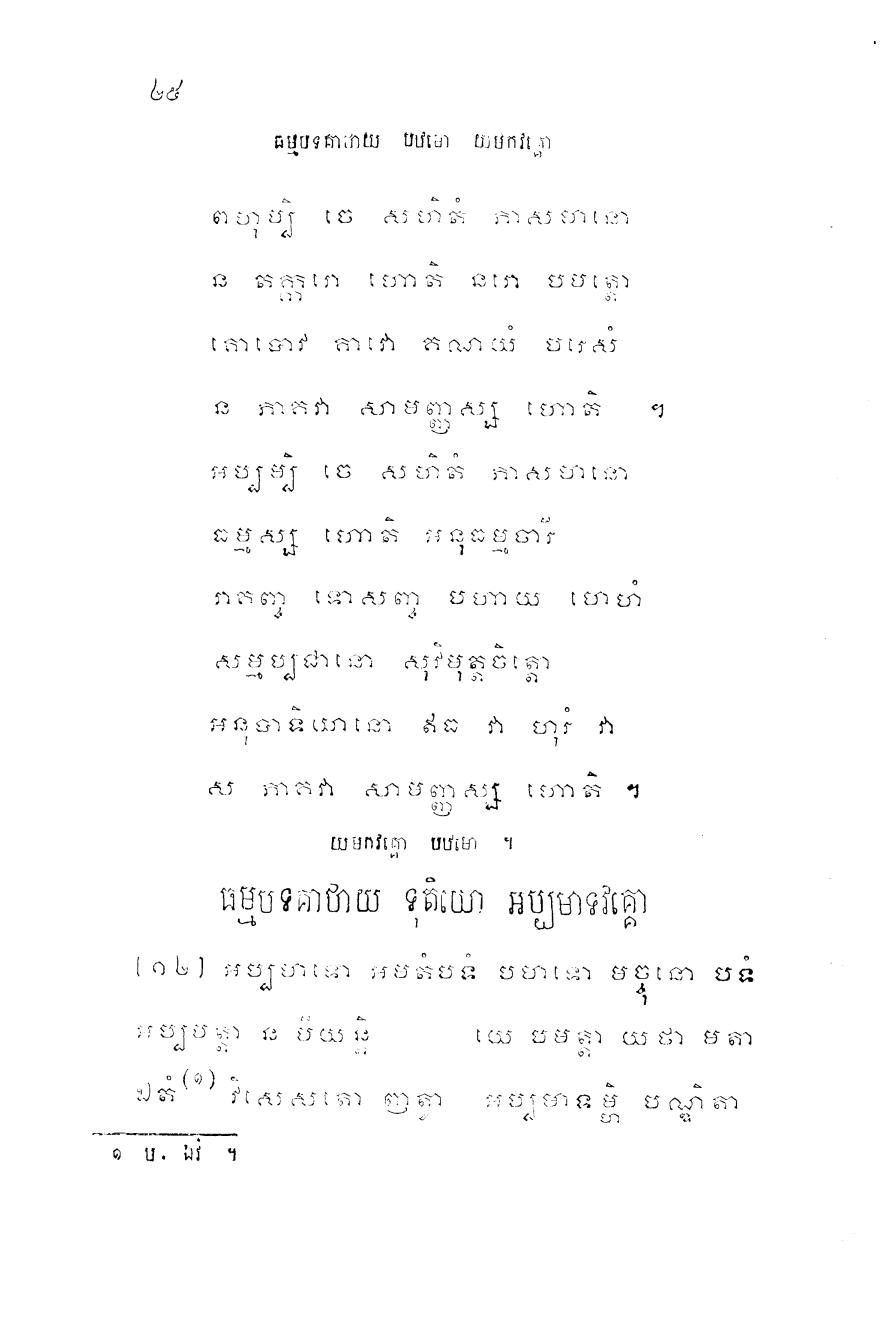 ២៥
ធម្មបទគាថាយ បឋមោ យមកវគ្គោ
ពហុម្បិ ចេ សហិតំ ភាសមានោ
ន តក្ករោ ហោតិ នរោ បមត្តោ
គោបោវ គាវោ គណយំ បរេសំ
ន ភាគវា សាមញ្ញស្ស ហោតិ ។
អប្បម្បិ ចេ សហិតំ ភាសមានោ
ធម្មស្ស ហោតិ អនុធម្មចារី
រាគញ្ច ទោសញ្ច បហាយ មោហំ
សម្មប្បជានោ សុវិមុត្តចិត្តោ
អនុបាទិយានោ ឥធ វា ហុរំ វា
ស ភាគវា សាមញ្ញស្ស ហោតិ ។
យមកវគ្គោ បឋមោ ។
ធម្មបទគាថាយ ទុតិយោ អប្បមាទវគ្គោ
[១២] អប្បមាទោ អមតំបទំ បមាទោ មច្ចុនោ បទំ
អប្បមត្តា ន មីយន្តិ យេ បមត្តា យថា មតា
ឯតំ(១) វិសេសតោ ញត្វា អប្បមាទម្ហិ បណ្ឌិតា
១ ប. ឯវំ ។